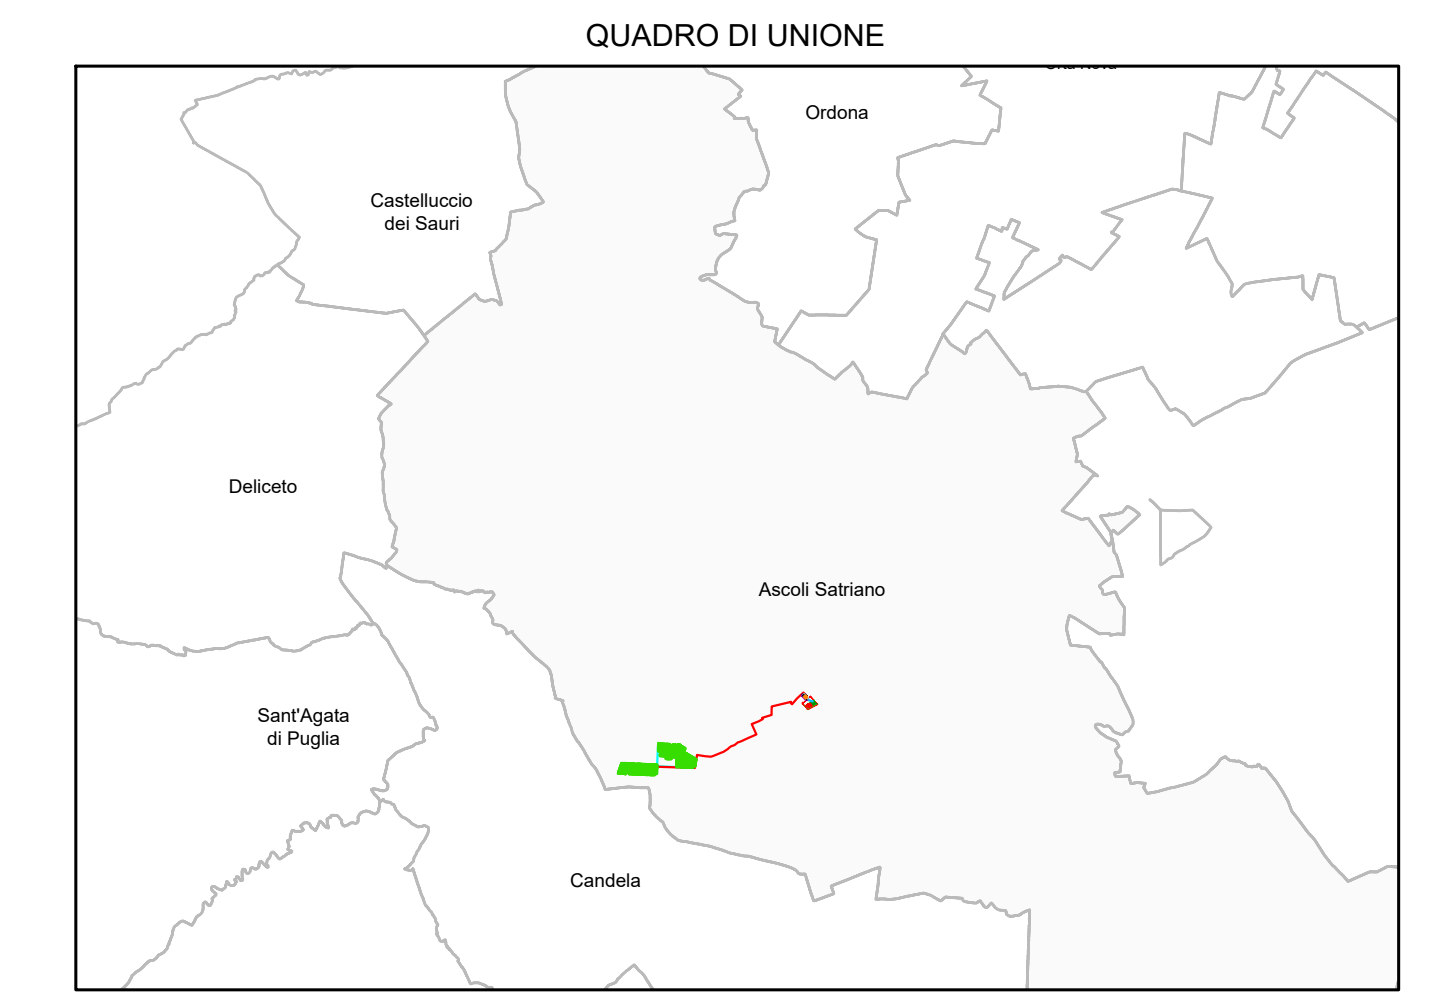 QUADRO DI UNIONE
Ordona
Castelluccio
dei Sauri
Deliceto
Ascoli Satriano
Sant'Agata
di Puglia
Candela